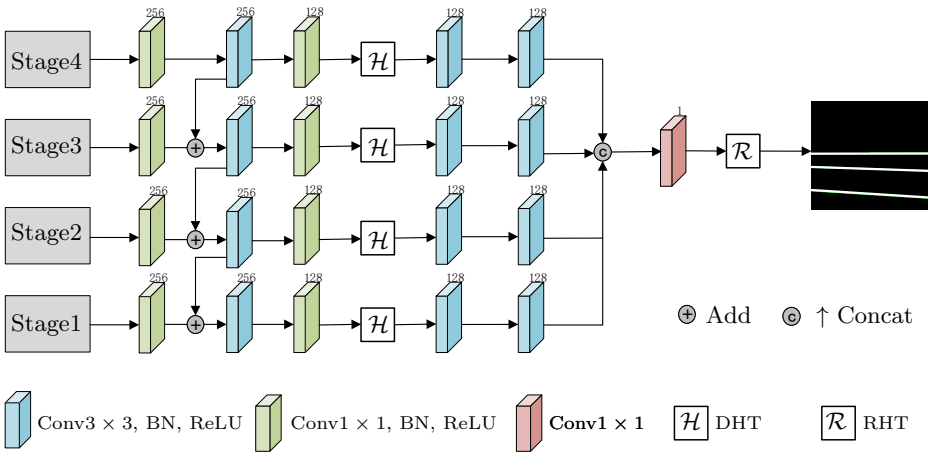 256 256 128 128 128
Stage4 H
256 256 128 128 128 1
Stage3 + H c R
256 256 128 128 128
Stage2 + H
256 256 128 128 128
Stage1 + H + Add c ↑ Concat
Conv3 × 3, BN, ReLU Conv1 × 1, BN, ReLU Conv1 × 1 H DHT R RHT